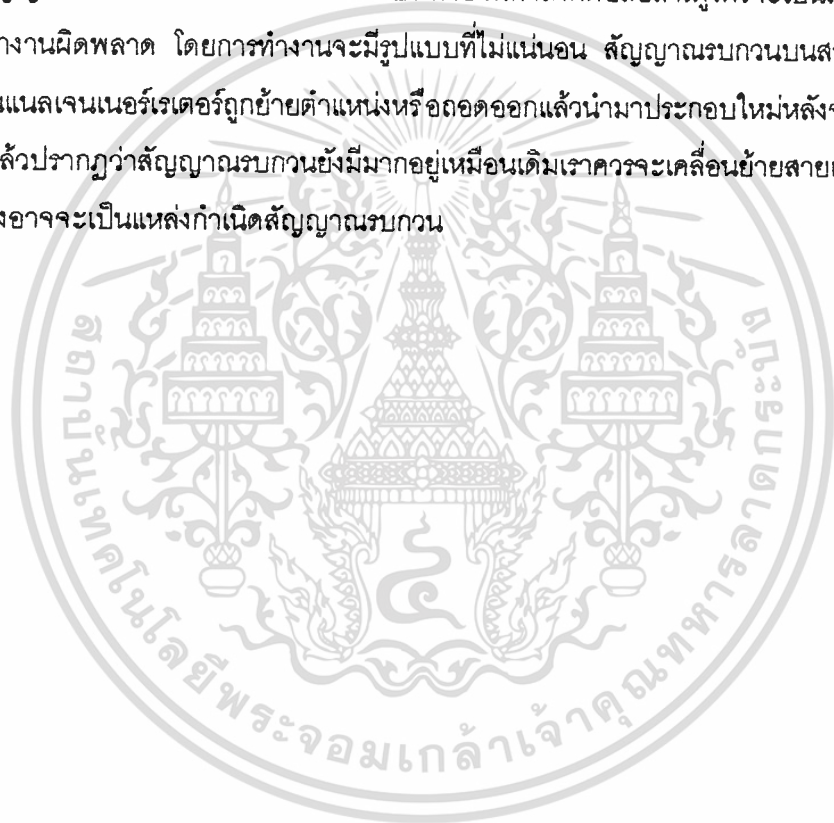 างานผิดพลาด โดยการทำงานจะมีรูปแบบที่ไม่แน่นอน สัญญาณรบกวนบน
นแนลเจนเนอร์เรเตอร์ถูกย้ายตำแหน่งหรือถอดออกแล้วนำมาประกอบใหม่หลัง
ล้วปรากฏว่าสัญญาณรบกวนยังมีมากอยู่เหมือนเดิมเราควรจะเคลื่อนย้ายสาย
งอาจจะเป็นแหล่งกำเนิดสัญญาณรบกวน
สถาบันเทคโนโลยีพระจอมเกล้าเจ้าคุณทหารลาดกระบัง